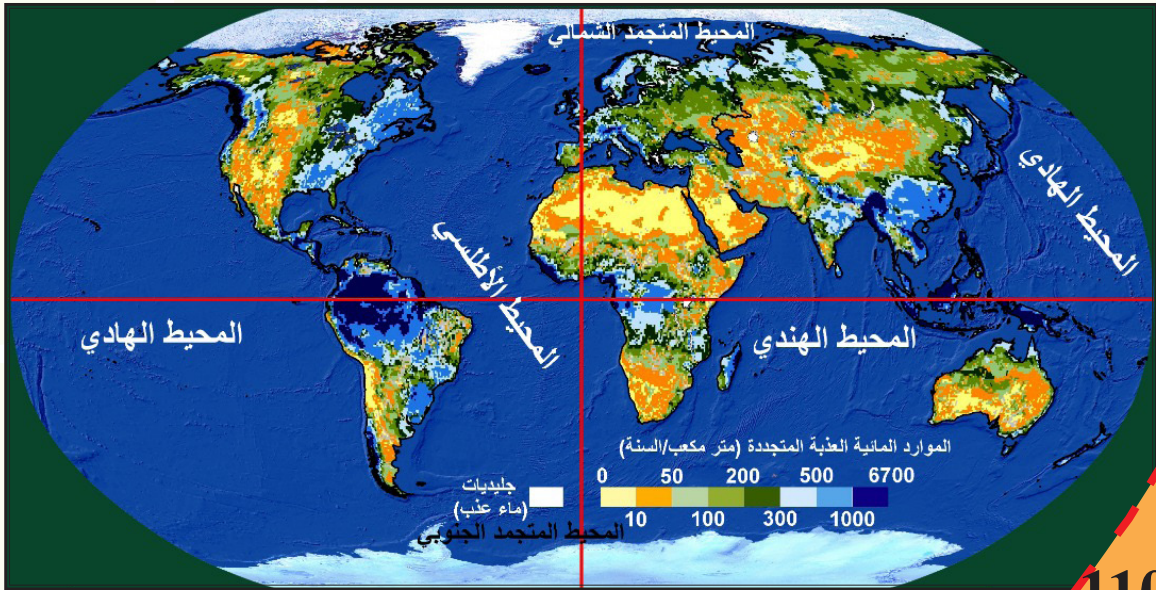 المحيط المتجمد الشمالي
المحيط الهادي
المحيط الأطلسي
المحيط الهندي
المحيط الهادي
الموارد المائية العذبة المتجددة (متر مكعب/السنة)
0 50 200 500 6700
10 100 300 1000
جليديات
(ماء عذب)
المحيط المتجمد الجنوبي
110